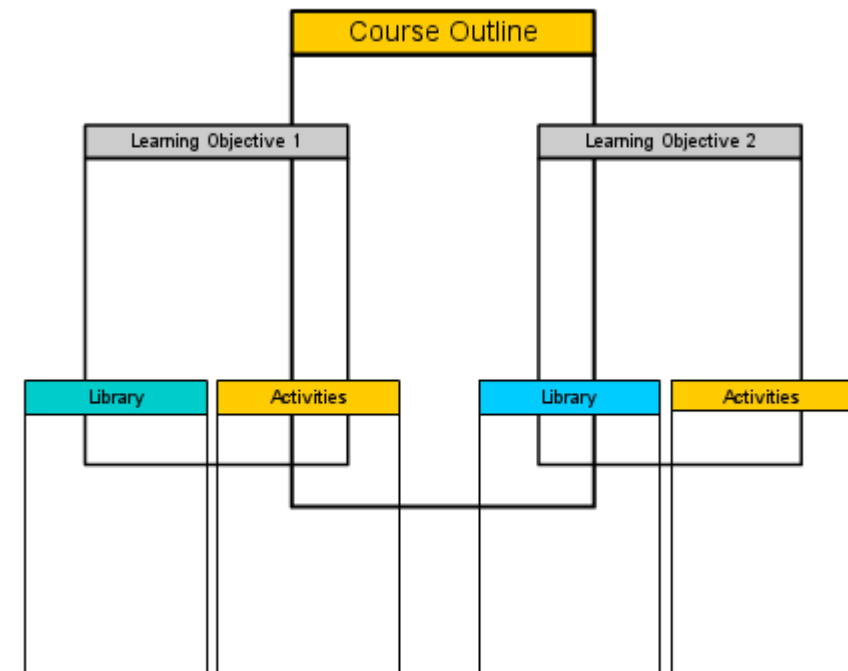 Course Outline
Learning Objective 1
Learning Objective 2
Library
Activities
Library
Activities